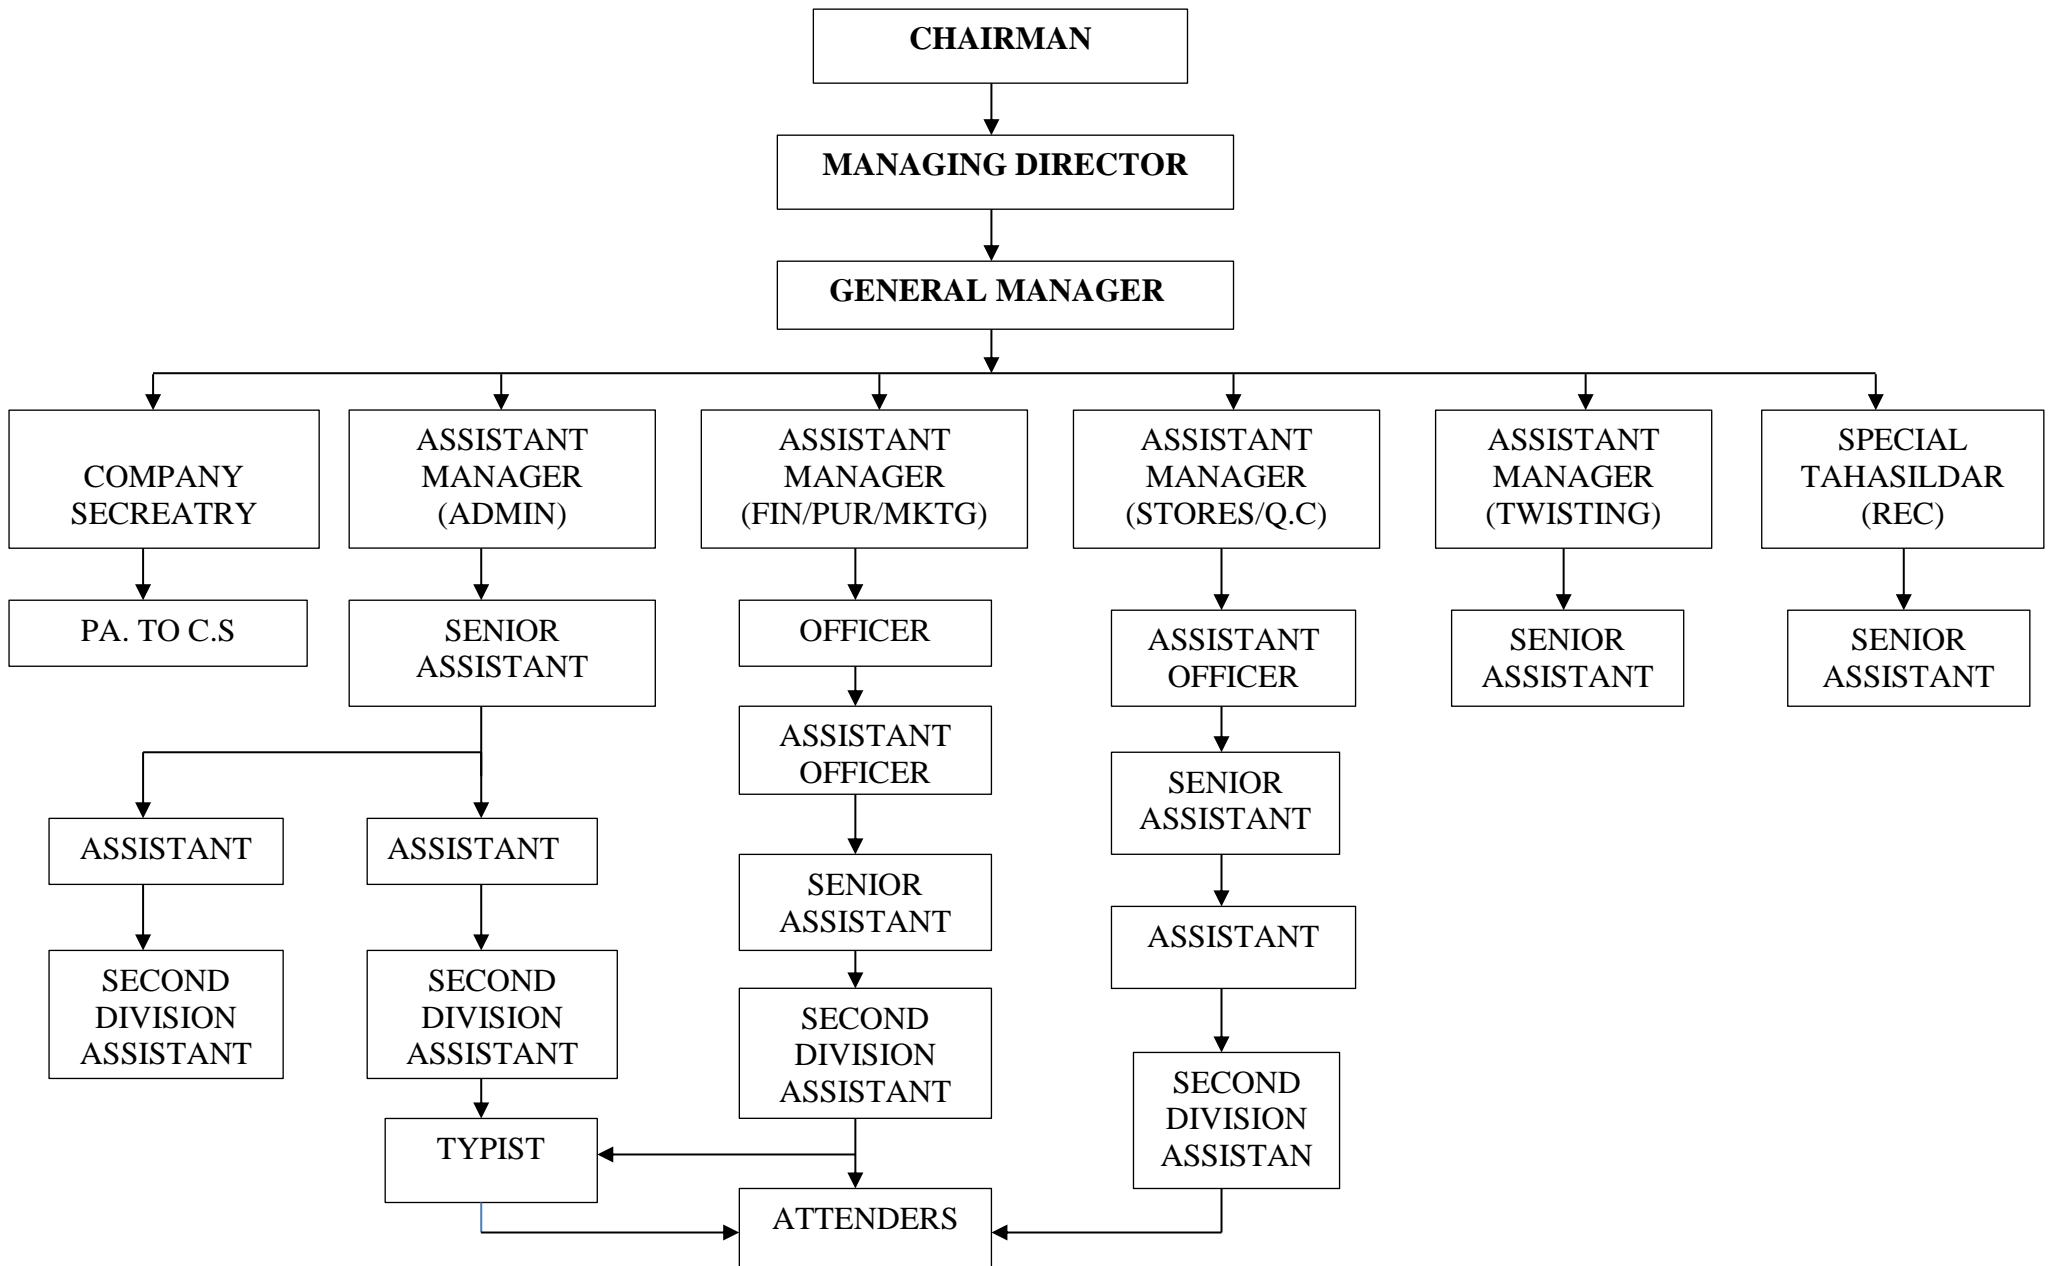 CHAIRMAN
MANAGING DIRECTOR
GENERAL MANAGER
COMPANY
SECREATRY
ASSISTANT
MANAGER
(ADMIN)
ASSISTANT
MANAGER
(FIN/PUR/MKTG)
ASSISTANT
MANAGER
(STORES/Q.C)
ASSISTANT
MANAGER
(TWISTING)
SPECIAL
TAHASILDAR
(REC)
PA. TO C.S
SENIOR
ASSISTANT
OFFICER
ASSISTANT
OFFICER
SENIOR
ASSISTANT
SENIOR
ASSISTANT
ASSISTANT
OFFICER
SENIOR
ASSISTANT
ASSISTANT
ASSISTANT
SENIOR
ASSISTANT
ASSISTANT
SECOND
DIVISION
ASSISTANT
SECOND
DIVISION
ASSISTANT
SECOND
DIVISION
ASSISTANT
SECOND
DIVISION
ASSISTAN
TYPIST
ATTENDERS